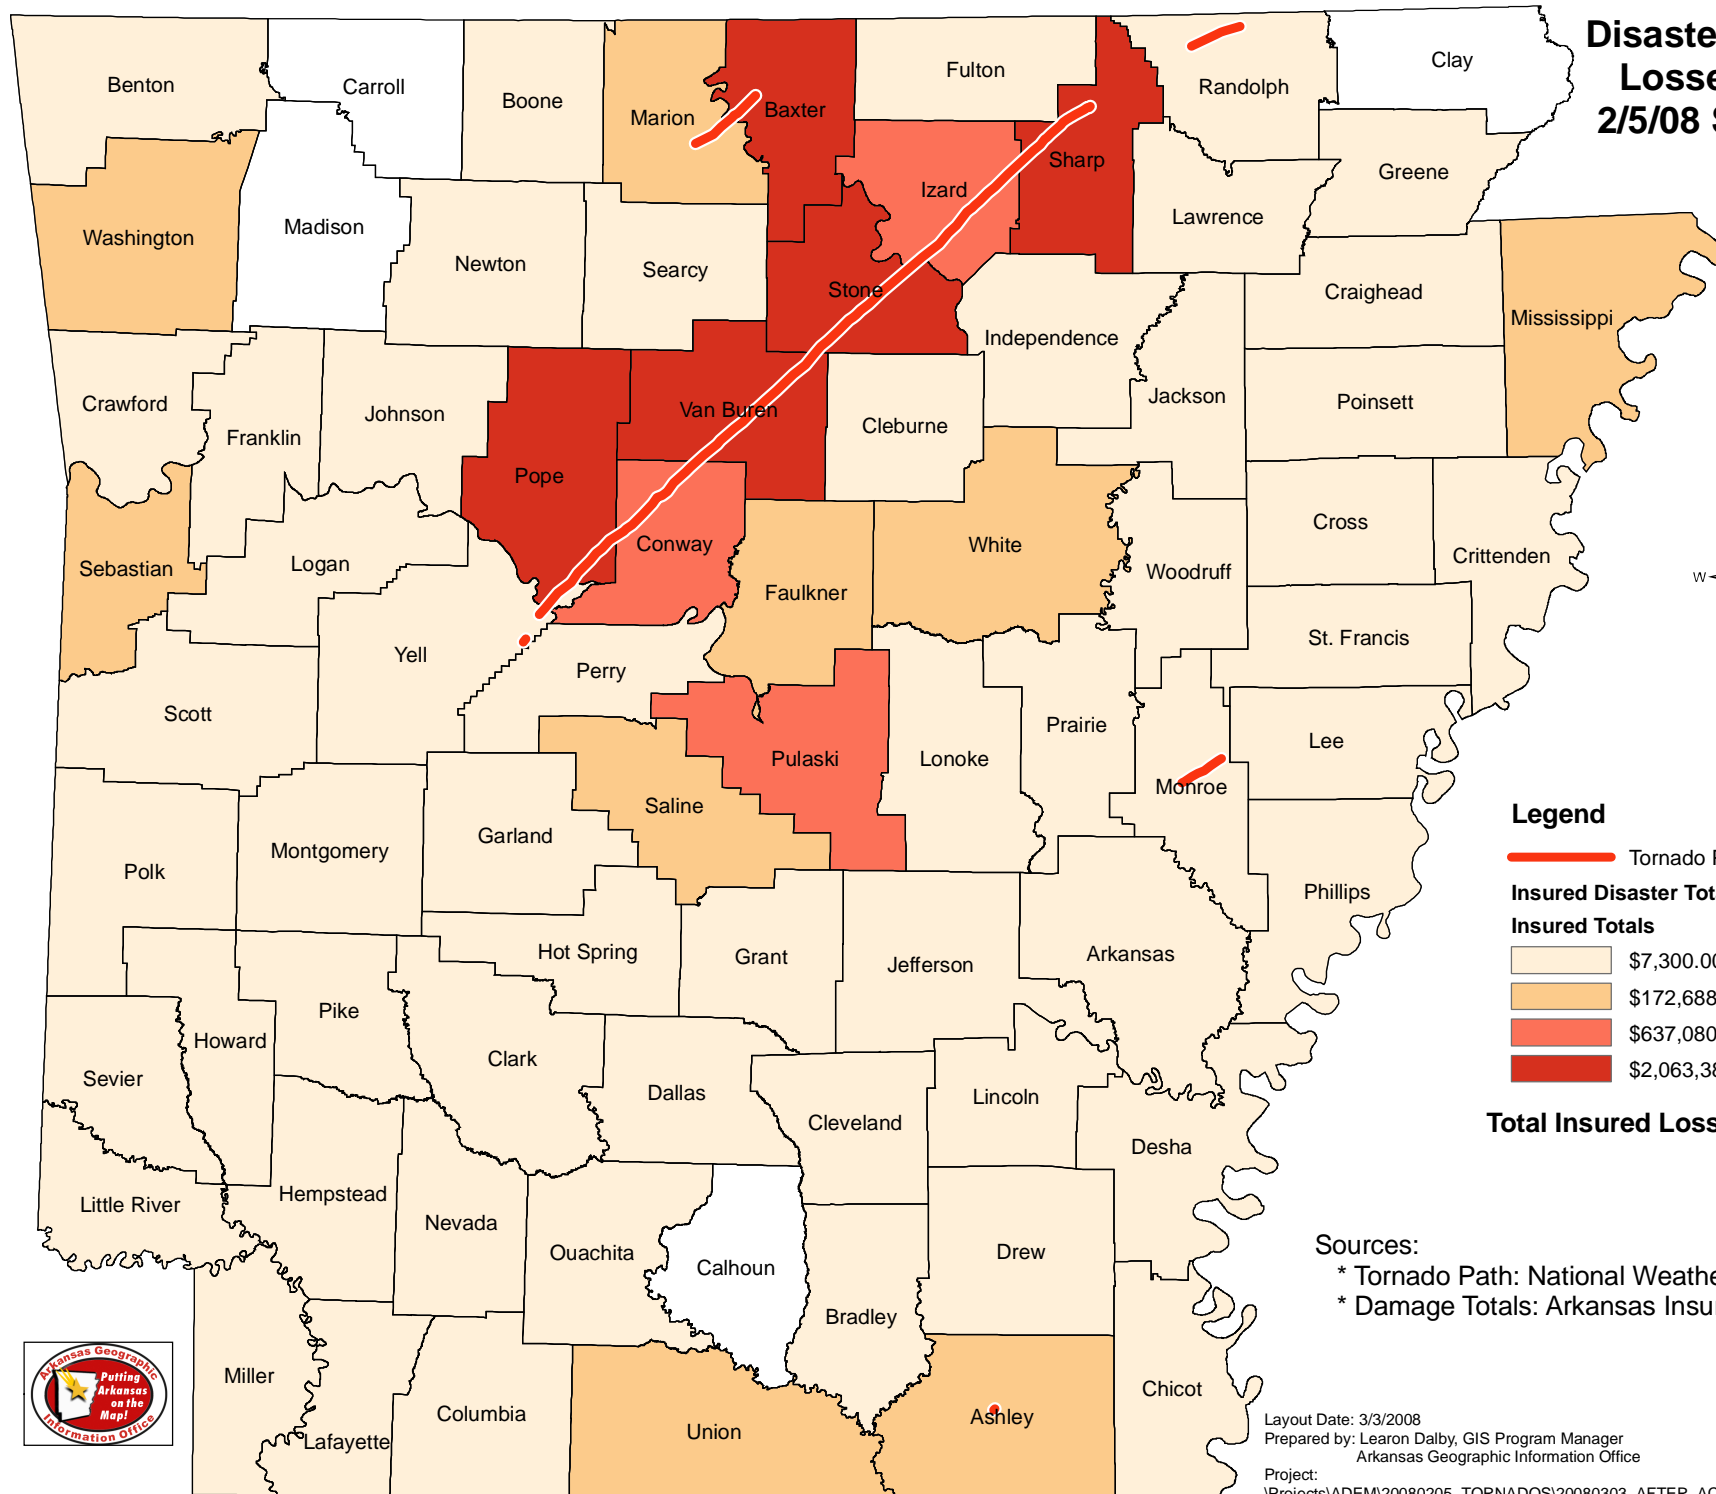 Disaste
Losse
2/5/08 S
Benton
Carroll
Boone
Marion
Baxter
Fulton
Randolph
Clay
Sharp
Izard
Greene
Lawrence
Washington
Madison
Newton
Searcy
Stone
Independence
Craighead
Mississippi
Crawford
Franklin
Johnson
Van Buren
Cleburne
Jackson
Poinsett
Pope
Conway
White
Cross
Crittenden
Sebastian
Logan
Faulkner
Woodruff
W
Yell
Perry
St. Francis
Scott
Pulaski
Lonoke
Prairie
Lee
Monroe
Saline
Garland
Montgomery
Polk
Phillips
Hot Spring
Grant
Jefferson
Arkansas
Pike
Howard
Clark
Sevier
Dallas
Cleveland
Lincoln
Desha
Little River
Hempstead
Nevada
Ouachita
Calhoun
Drew
Bradley
Miller
Lafayette
Columbia
Union
Ashley
Chicot
Legend
Tornado P
Insured Disaster Tot
Insured Totals
$7,300.00
$172,688
$637,080
$2,063,38
Total Insured Loss
Sources:
* Tornado Path: National Weathe
* Damage Totals: Arkansas Insu
Arkansas Geographic
Putting
Arkansas
on the
Map!
Information Office
Layout Date: 3/3/2008
Prepared by: Learon Dalby, GIS Program Manager
Arkansas Geographic Information Office
Project:
\Projects\ADEM\20080205_TORNADOS\20080303_AFTER_AC